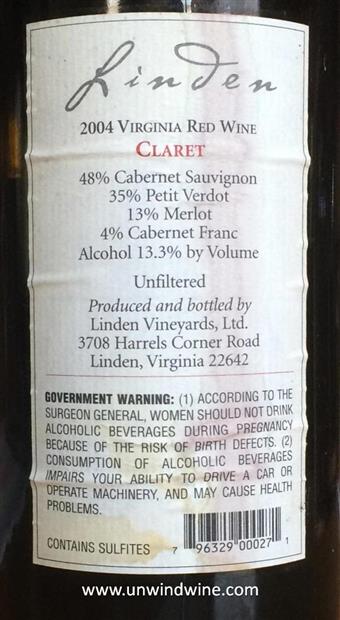 Linden
2004 VIRGINIA RED WINE
CLARET
48% Cabernet Sauvignon
35% Petit Verdot
13% Merlot
4% Cabernet Franc
Alcohol 13.3% by Volume
Unfiltered
Produced and bottled by
Linden Vineyards, Ltd.
3708 Harrels Corner Road
Linden, Virginia 22642
GOVERNMENT WARNING: (1) ACCORDING TO THE
SURGEON GENERAL, WOMEN SHOULD NOT DRINK
ALCOHOLIC BEVERAGES DURING PREGNANCY
BECAUSE OF THE RISK OF BIRTH DEFECTS. (2)
CONSUMPTION OF ALCOHOLIC BEVERAGES
IMPAIRS YOUR ABILITY TO DRIVE A CAR OR
OPERATE MACHINERY, AND MAY CAUSE HEALTH
PROBLEMS.
CONTAINS SULFITES
7 96329 00027 1
www.unwindwine.com